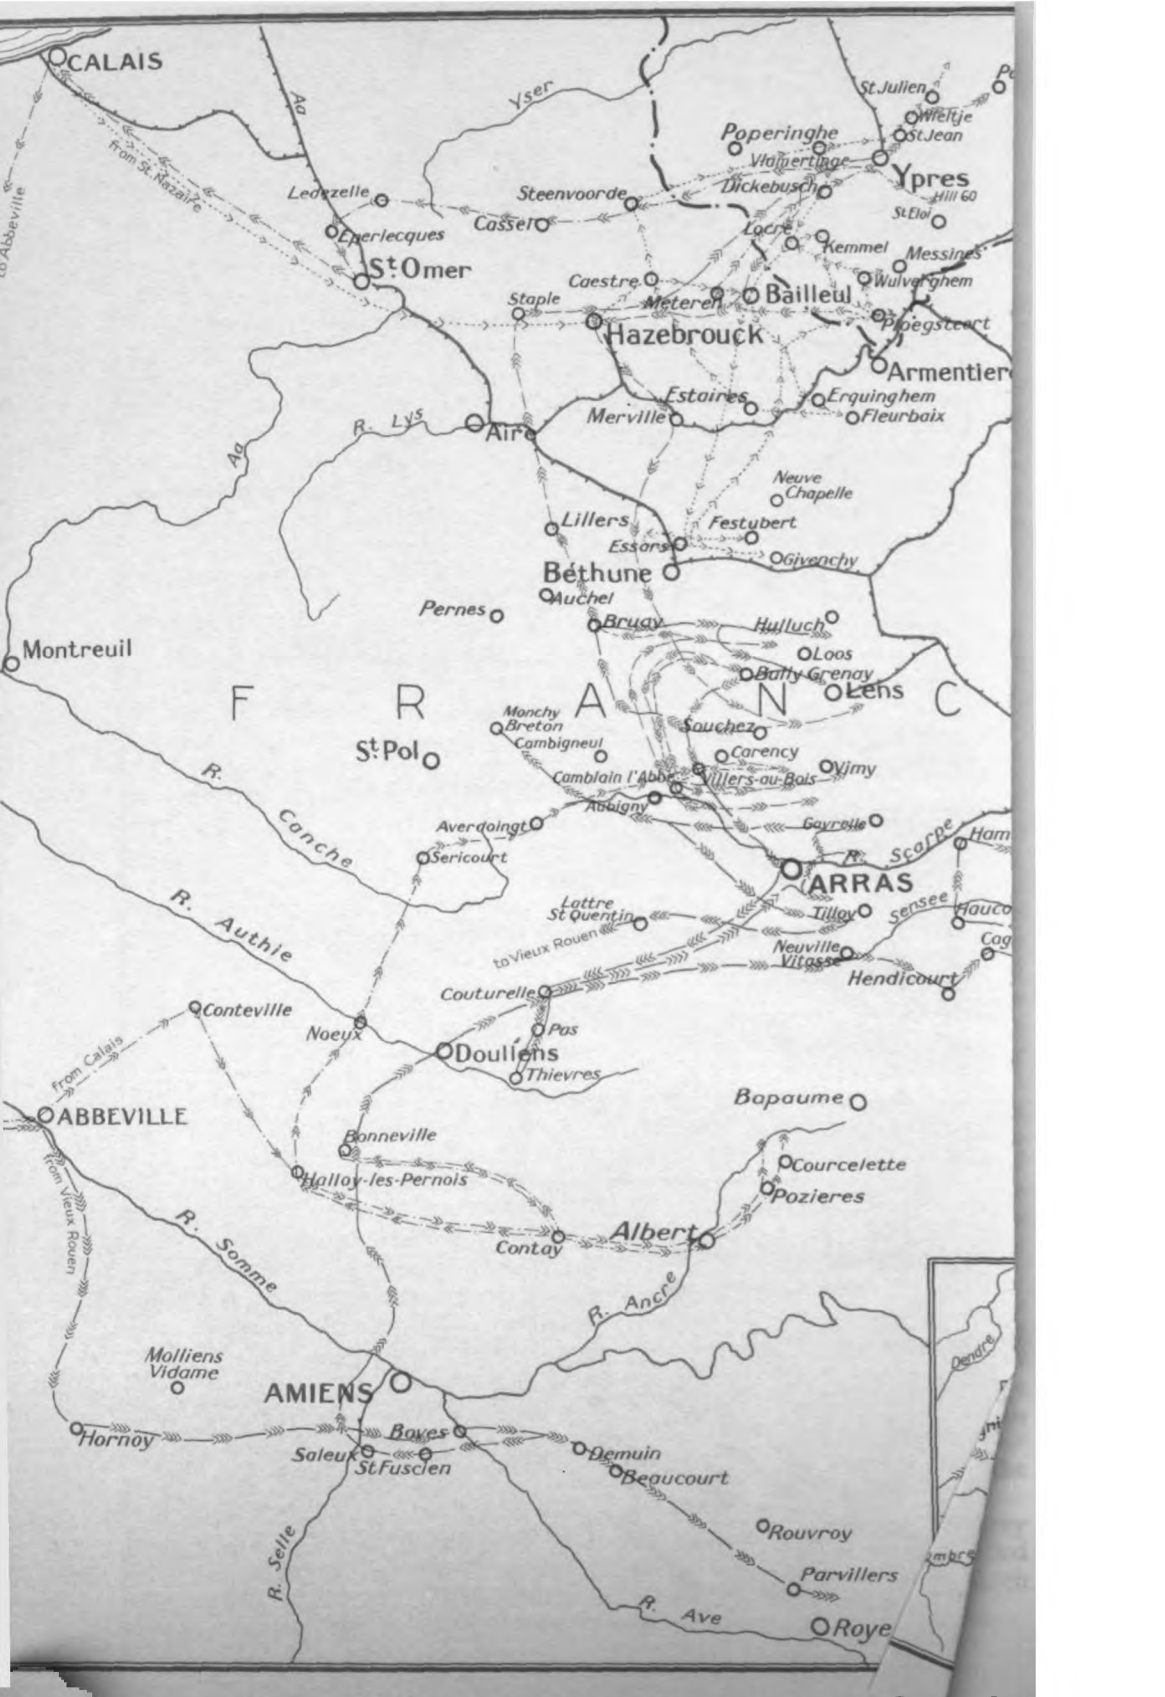 CALAIS
Aa
Yser
St.Julien
Wieltje
St.Jean
Poperinghe
Vlamertinge
Ypres
from St. Nazaire
Ledezelle
Steenvoorde
Dickebusch
Hill 60
St.Eloi
to Abbeville
Eperlecques
Cassel
Locre
Kemmel
Messines
St. Omer
Caestre
Wulverghem
Staple
Meteren
Bailleul
Ploegsteert
Hazebrouck
Armentier
Estaires
Erquinghem
Merville
Fleurbaix
R. Lys
Aire
Aa
Neuve
Chapelle
Lillers
Festubert
Essars
Givenchy
Béthune
Auchel
Pernes
Bruay
Hulluch
Montreuil
Loos
Bully Grenay
Lens
F R A N C
Monchy
Breton
Souchez
Cambigneul
Carency
St. Pol
Camblain l'Abbé
Villers-au-Bois
Vimy
R. Canche
Aubigny
Averdoingt
Gavrelle
R. Scarpe
Ham
Sericourt
ARRAS
R. Authie
Lattre
St Quentin
Tilloy
Sensee
Hauco
to Vieux Rouen
Neuville
Vitasse
Cag
Hendicourt
Couturelle
Conteville
Noeux
Pas
from Calais
Doullens
Thievres
ABBEVILLE
Bapaume
Bonneville
from Vieux Rouen
Halloy-les-Pernois
Courcelette
Pozieres
R. Somme
Contay
Albert
R. Ancre
Molliens
Vidame
Dendre
AMIENS
Hornoy
Boves
Saleux
St Fuscien
Demuin
Beaucourt
R. Selle
Rouvroy
Parvillers
R. Ave
Roye